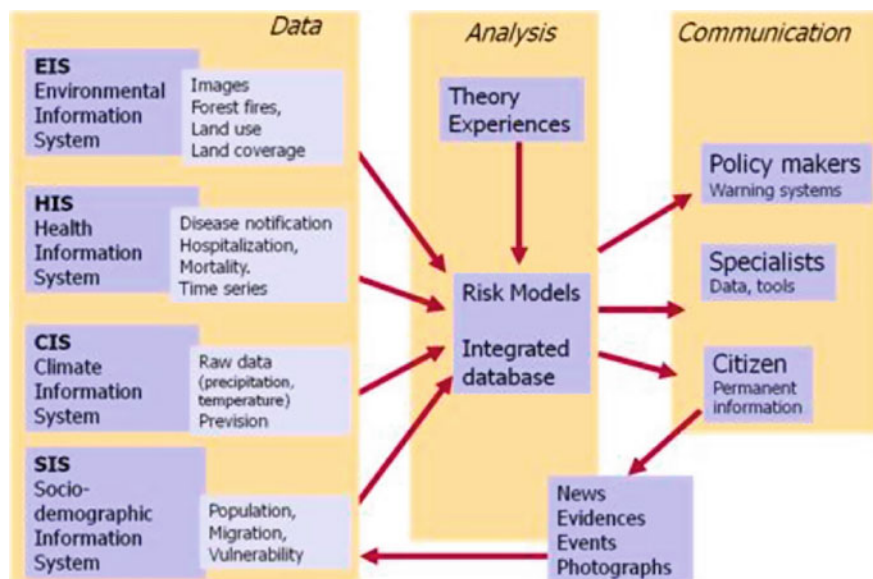 Data
EIS
Environmental
Information
System
Images
Forest fires,
Land use
Land coverage
HIS
Health
Information
System
Disease notification
Hospitalization,
Mortality.
Time series
CIS
Climate
Information
System
Raw data
(precipitation,
temperature)
Prevision
SIS
Socio-
demographic
Information
System
Population,
Migration,
Vulnerability
Analysis
Theory
Experiences
Risk Models
Integrated
database
Communication
Policy makers
Warning systems
Specialists
Data, tools
Citizen
Permanent
information
News
Evidences
Events
Photographs